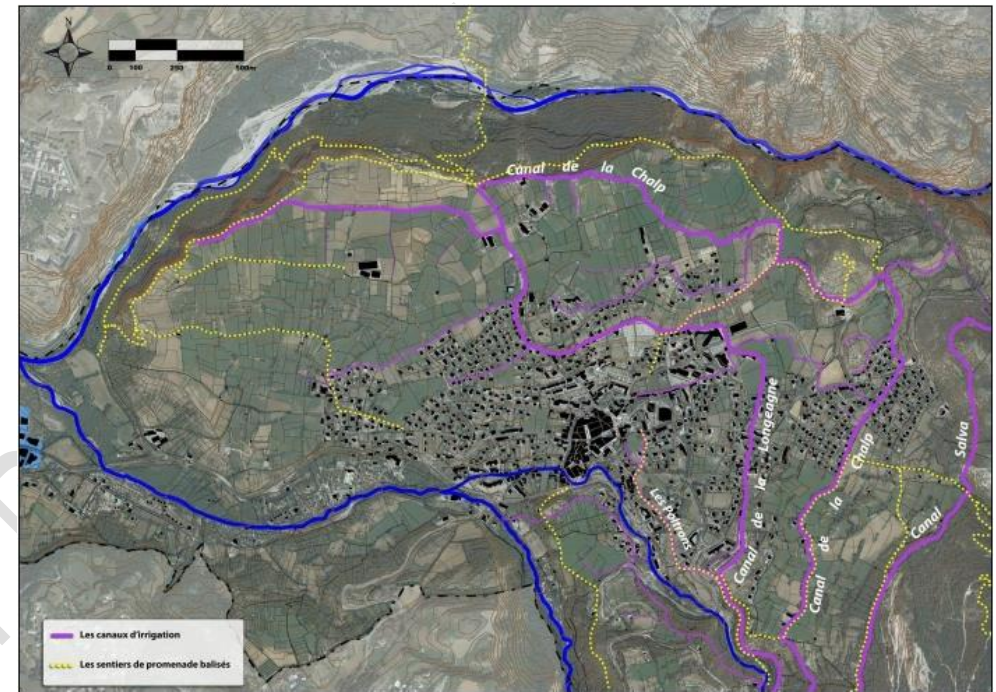 N
0 100 250 500m
Canal de la Chalp
Canal de la Longeagne
Canal de la Chalp
Canal Salva
Les Poltrons
Les canaux d'irrigation
Les sentiers de promenade balisés